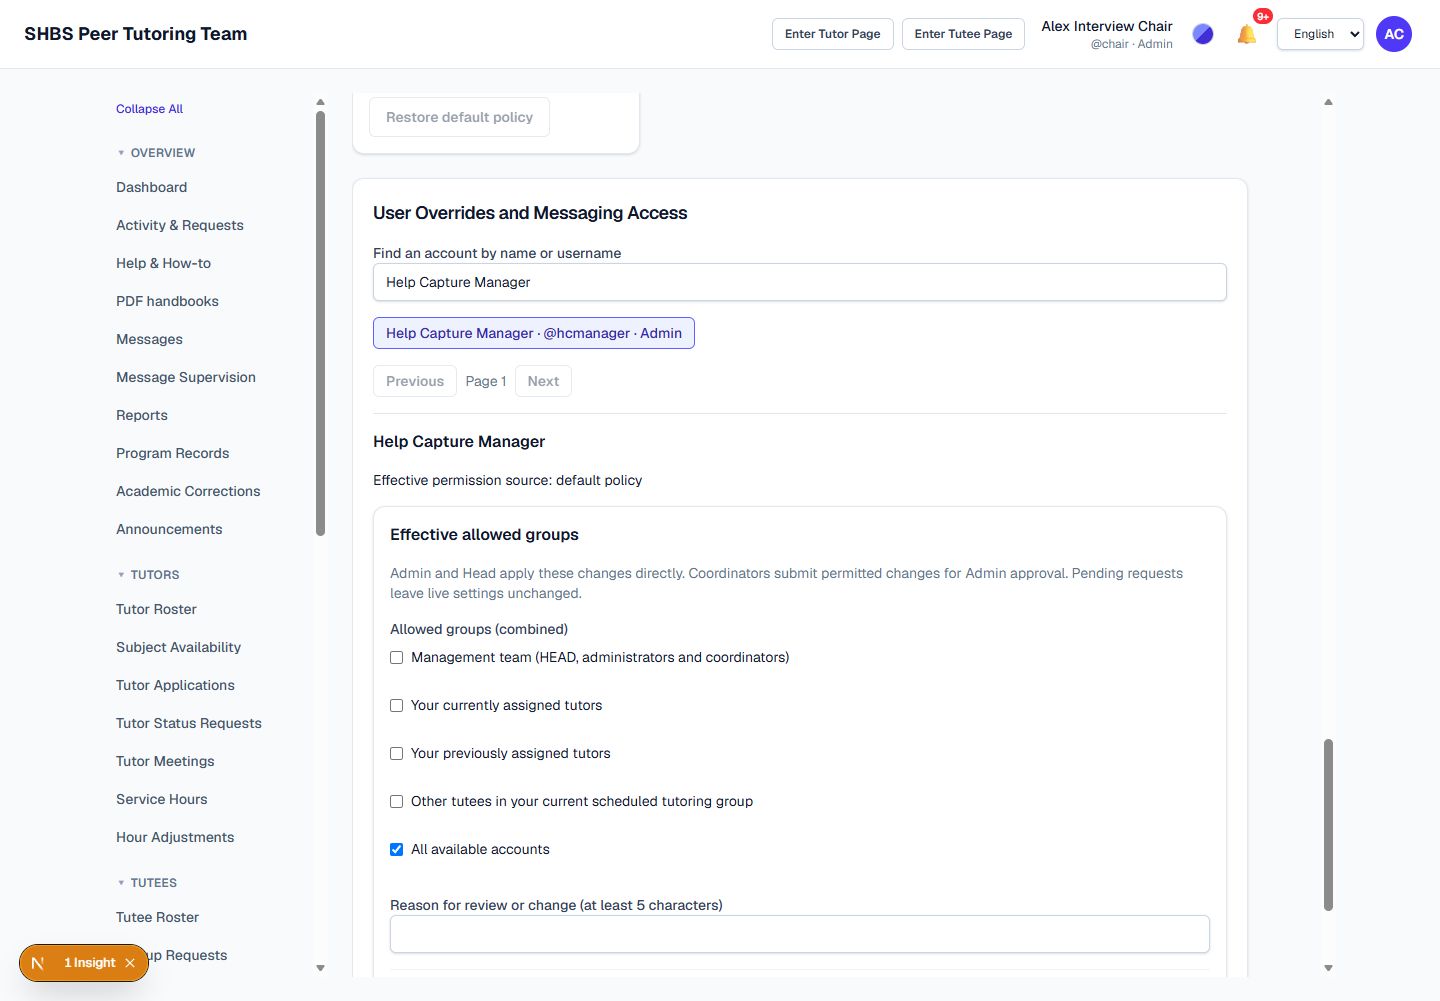 SHBS Peer Tutoring Team
Enter Tutor Page
Enter Tutee Page
Alex Interview Chair
@chair · Admin
9+
English
AC
Collapse All
OVERVIEW
Dashboard
Activity & Requests
Help & How-to
PDF handbooks
Messages
Message Supervision
Reports
Program Records
Academic Corrections
Announcements
TUTORS
Tutor Roster
Subject Availability
Tutor Applications
Tutor Status Requests
Tutor Meetings
Service Hours
Hour Adjustments
TUTEES
Tutee Roster
up Requests
1 Insight
Restore default policy
User Overrides and Messaging Access
Find an account by name or username
Help Capture Manager
Help Capture Manager · @hcmanager · Admin
Previous
Page 1
Next
Help Capture Manager
Effective permission source: default policy
Effective allowed groups
Admin and Head apply these changes directly. Coordinators submit permitted changes for Admin approval. Pending requests
leave live settings unchanged.
Allowed groups (combined)
Management team (HEAD, administrators and coordinators)
Your currently assigned tutors
Your previously assigned tutors
Other tutees in your current scheduled tutoring group
All available accounts
Reason for review or change (at least 5 characters)